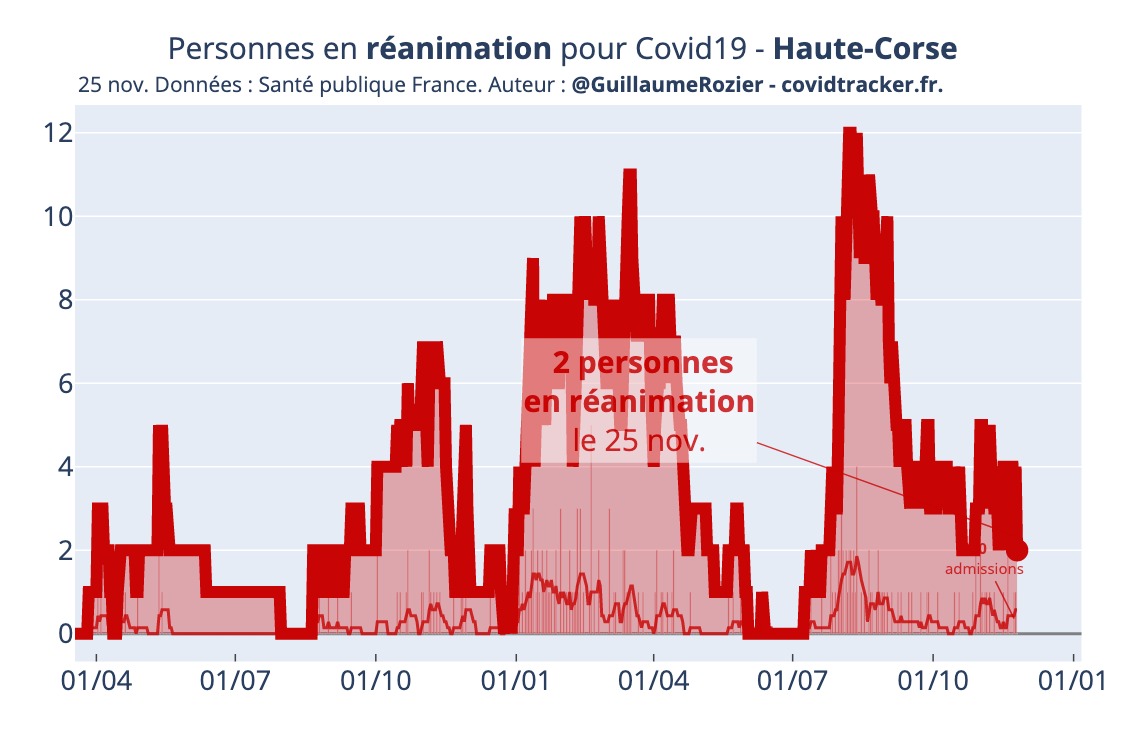 Personnes en réanimation pour Covid19 - Haute-Corse
25 nov. Données : Santé publique France. Auteur : @GuillaumeRozier - covidtracker.fr.
12
10
8
6
4
2
0
2 personnes
en réanimation
le 25 nov.
0
admissions
01/04
01/07
01/10
01/01
01/04
01/07
01/10
01/01